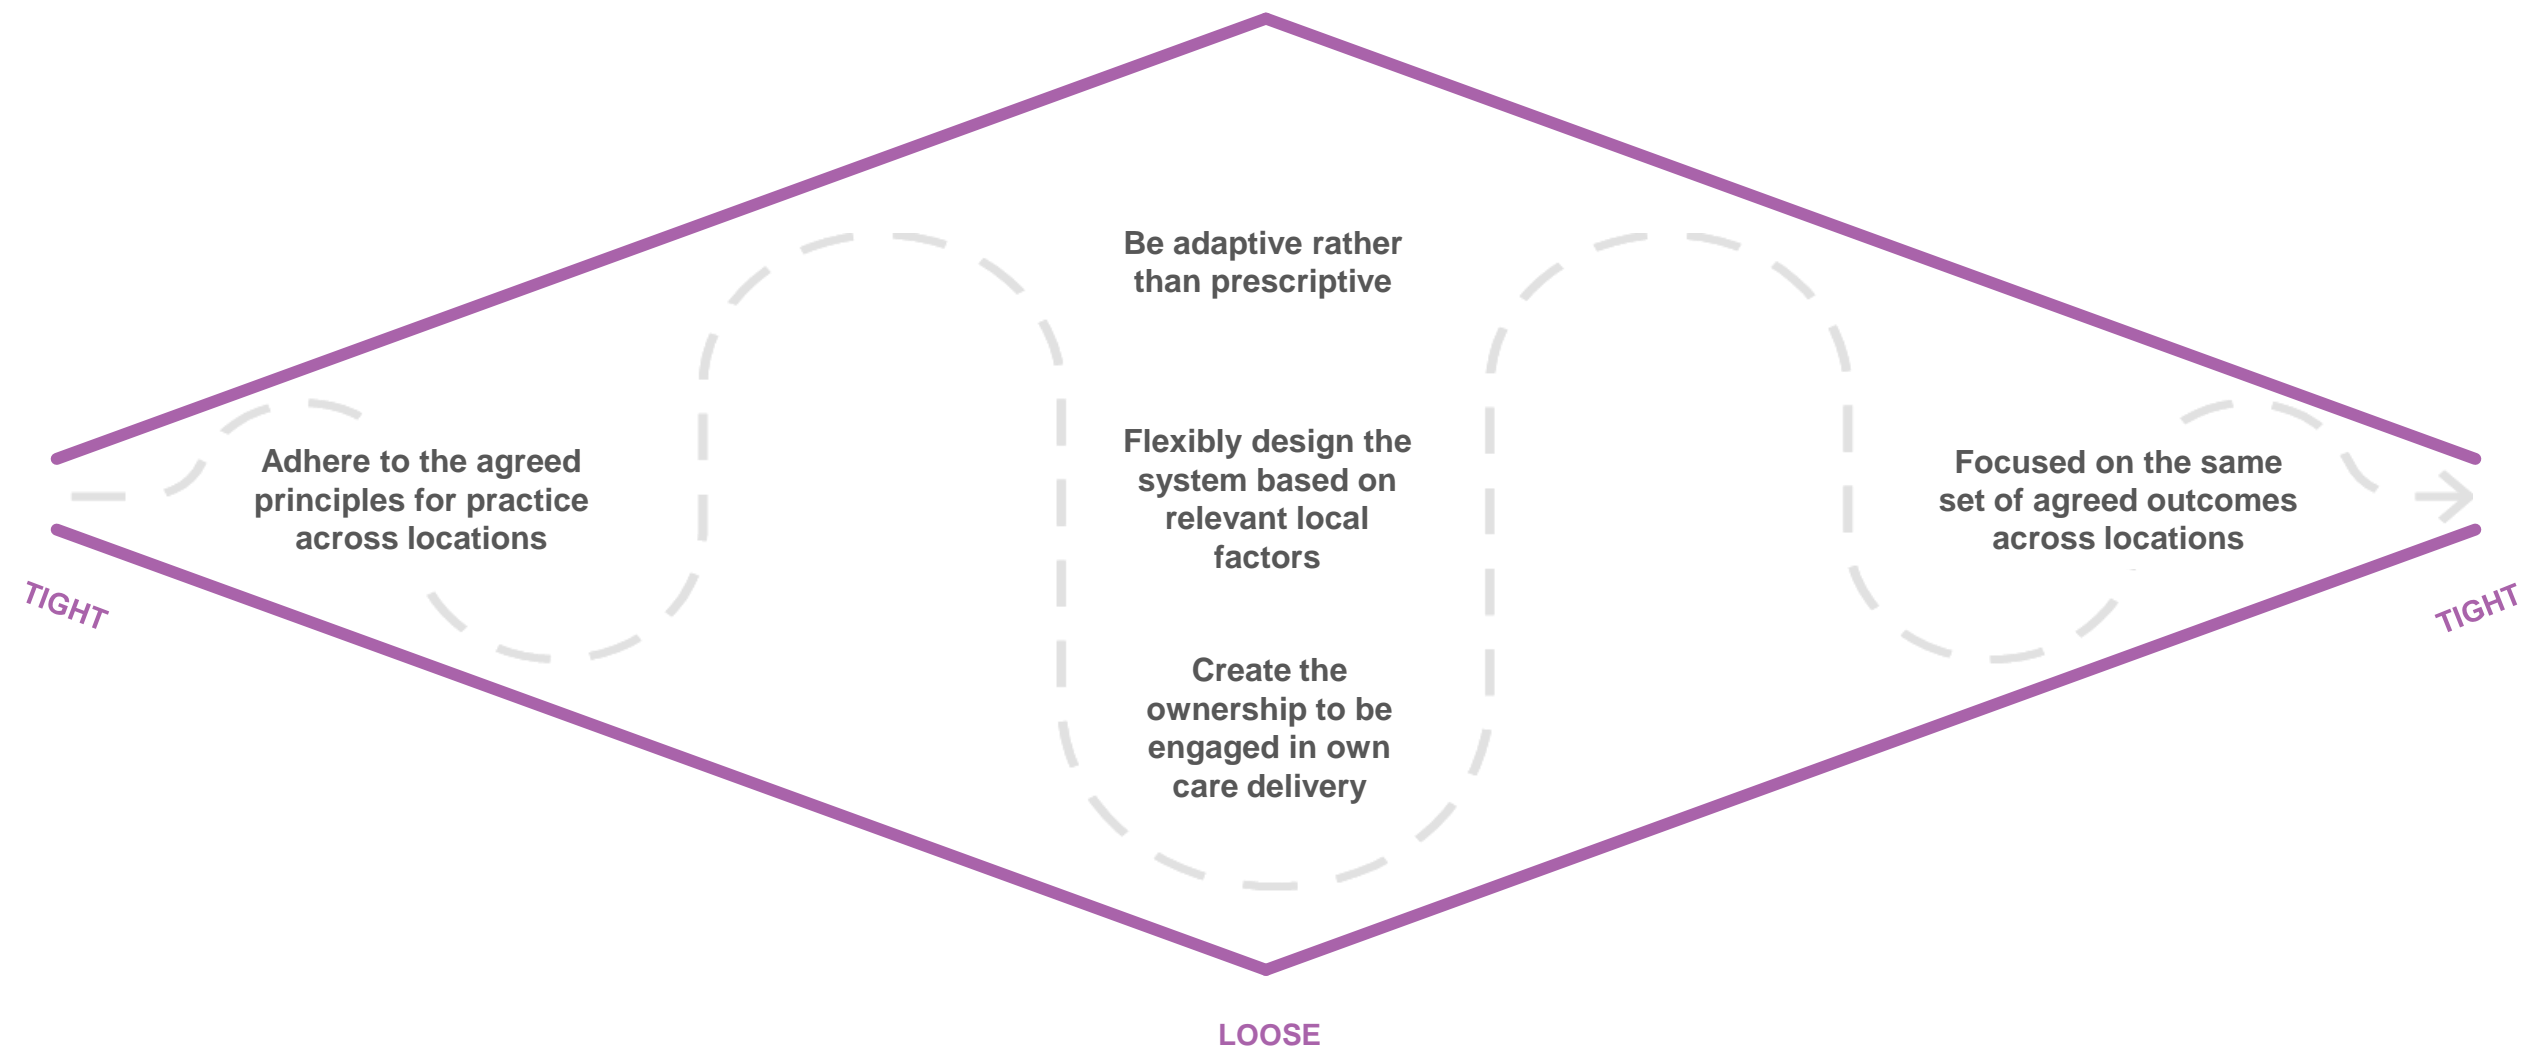 Be adaptive rather
than prescriptive
Adhere to the agreed
principles for practice
across locations
Flexibly design the
system based on
relevant local
factors
Focused on the same
set of agreed outcomes
across locations
Create the
ownership to be
engaged in own
care delivery
TIGHT
TIGHT
LOOSE